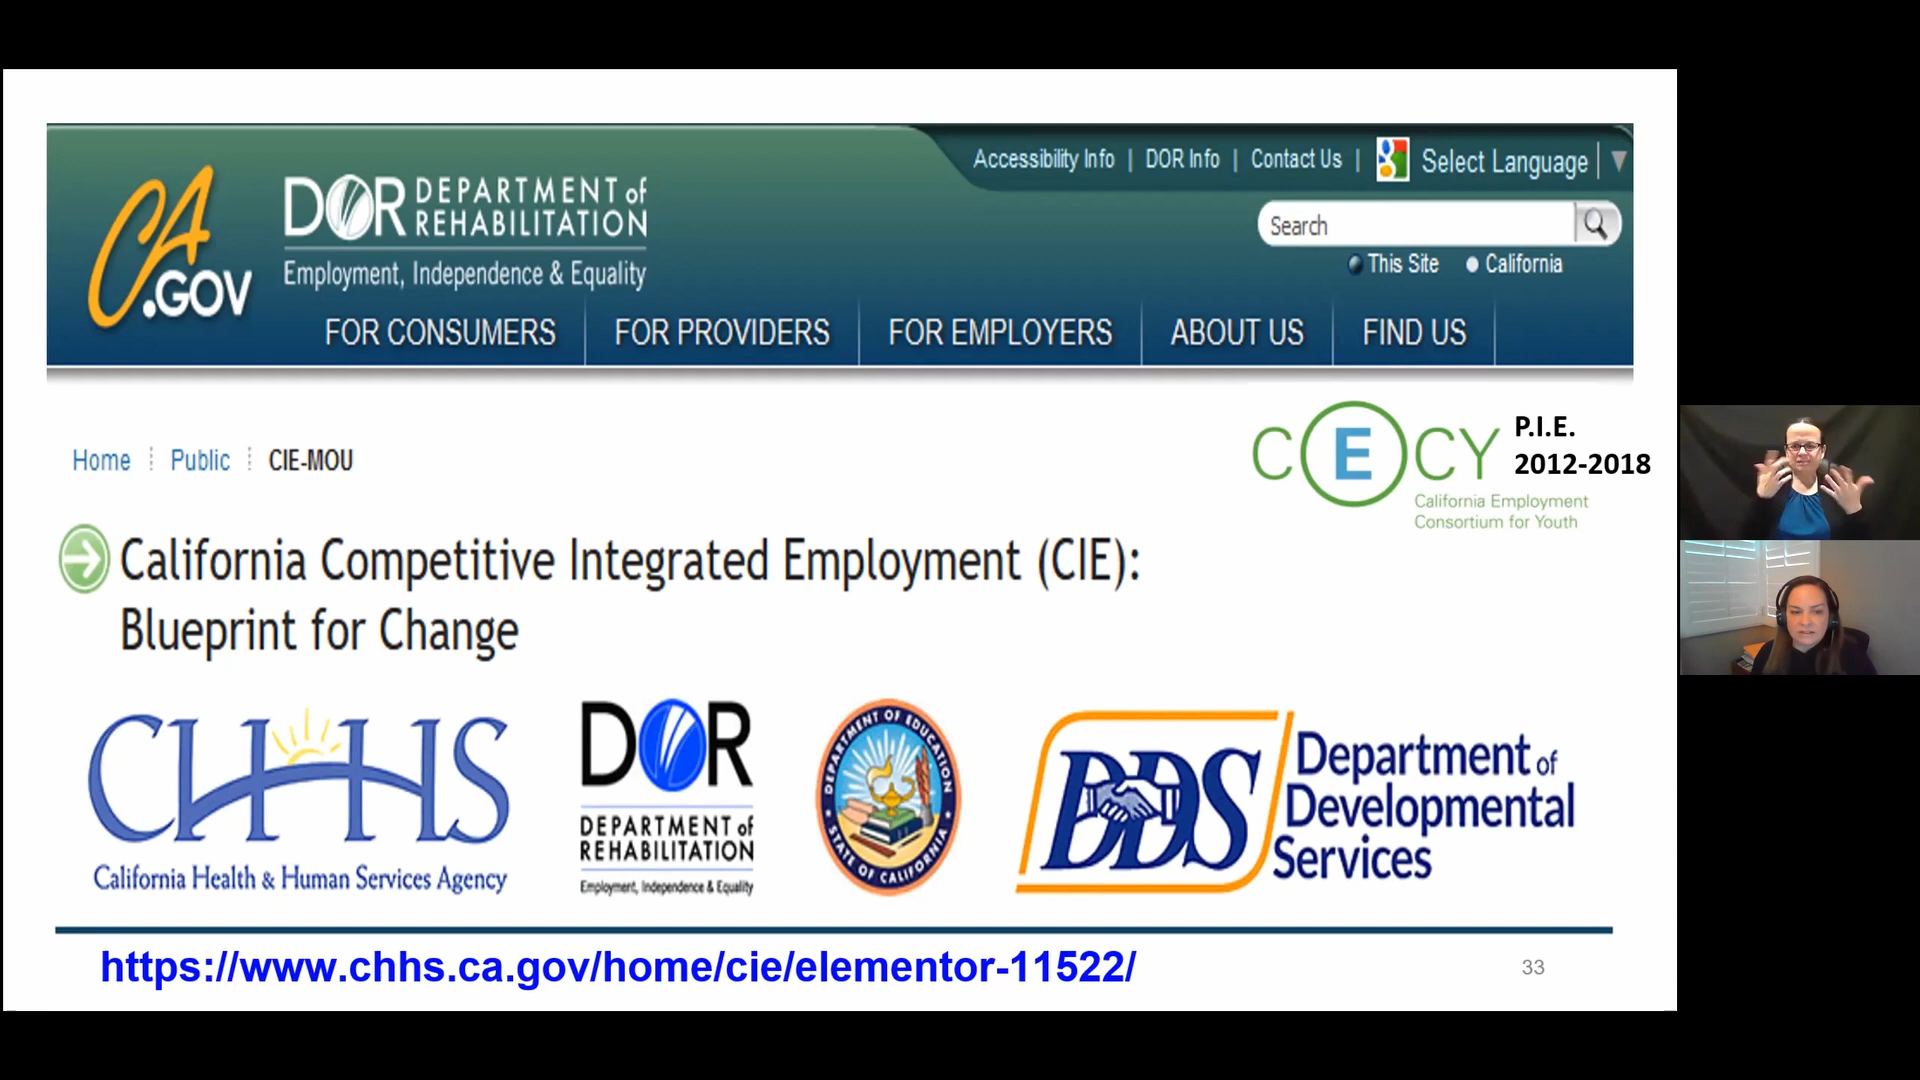 Accessibility Info | DOR Info | Contact Us | Select Language
CA
.GOV
DOR DEPARTMENT of
REHABILITATION
Employment, Independence & Equality
Search
This Site California
FOR CONSUMERS FOR PROVIDERS FOR EMPLOYERS ABOUT US FIND US
Home Public CIE-MOU
CECY
P.I.E.
2012-2018
California Employment
Consortium for Youth
California Competitive Integrated Employment (CIE):
Blueprint for Change
CHHS
California Health & Human Services Agency
DOR
DEPARTMENT of
REHABILITATION
Employment, Independence & Equality
DEPARTMENT OF EDUCATION
STATE OF CALIFORNIA
DDS
Department of
Developmental
Services
https://www.chhs.ca.gov/home/cie/elementor-11522/
33